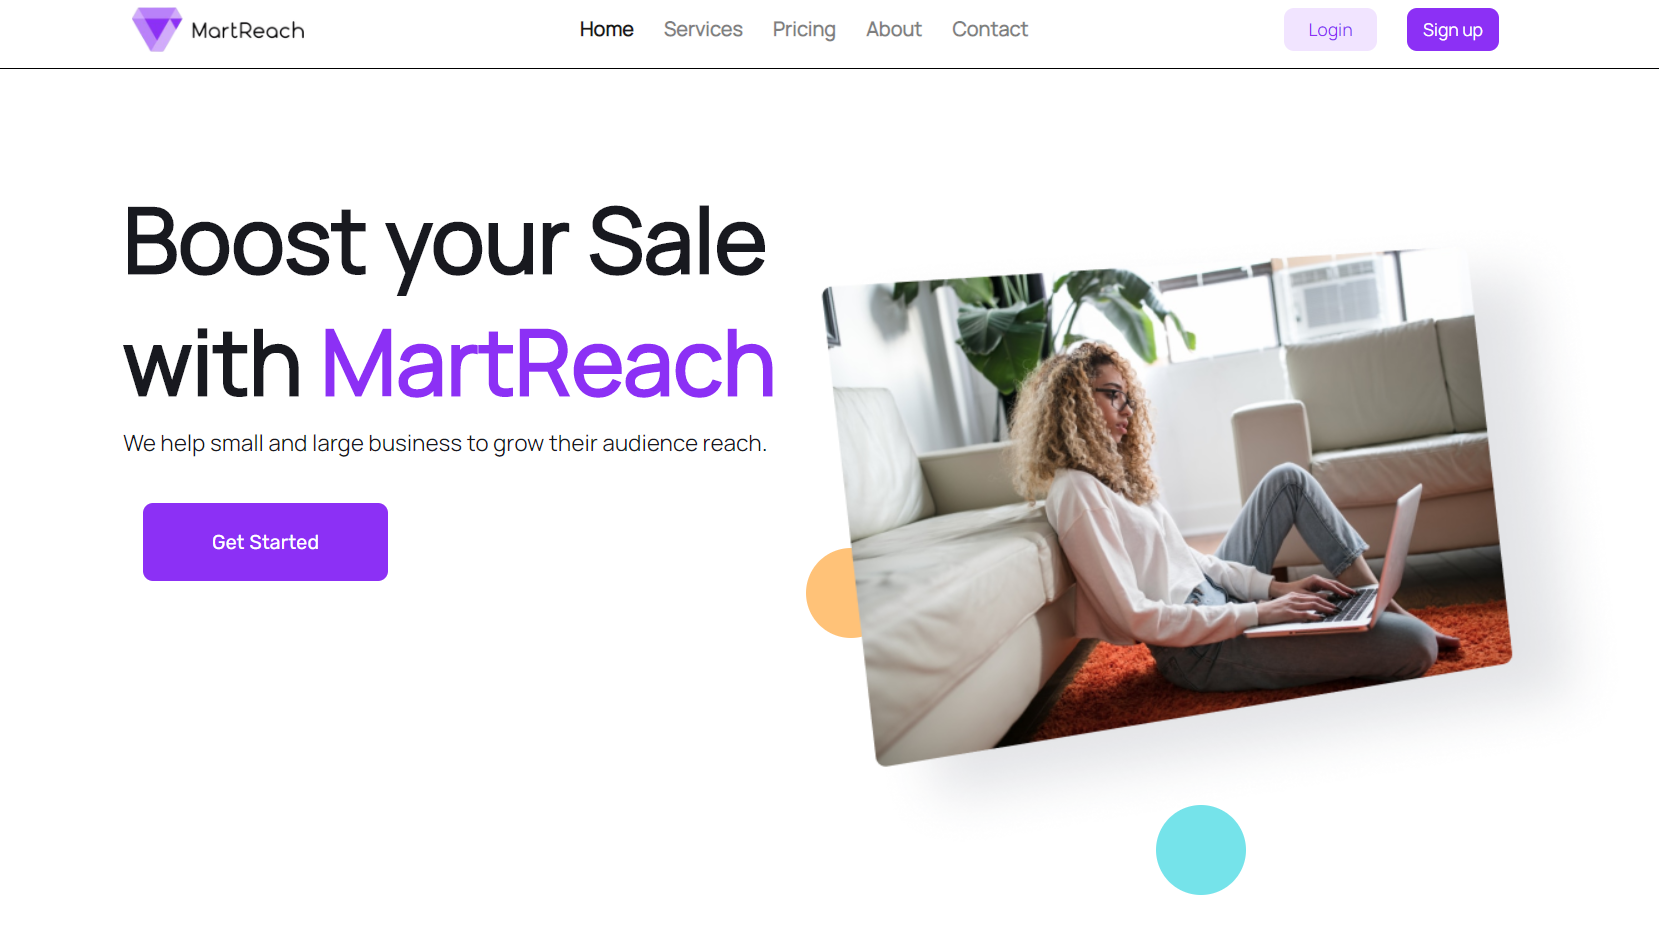 MartReach
Home Services Pricing About Contact
Login Sign up
Boost your Sale
with MartReach
We help small and large business to grow their audience reach.
Get Started